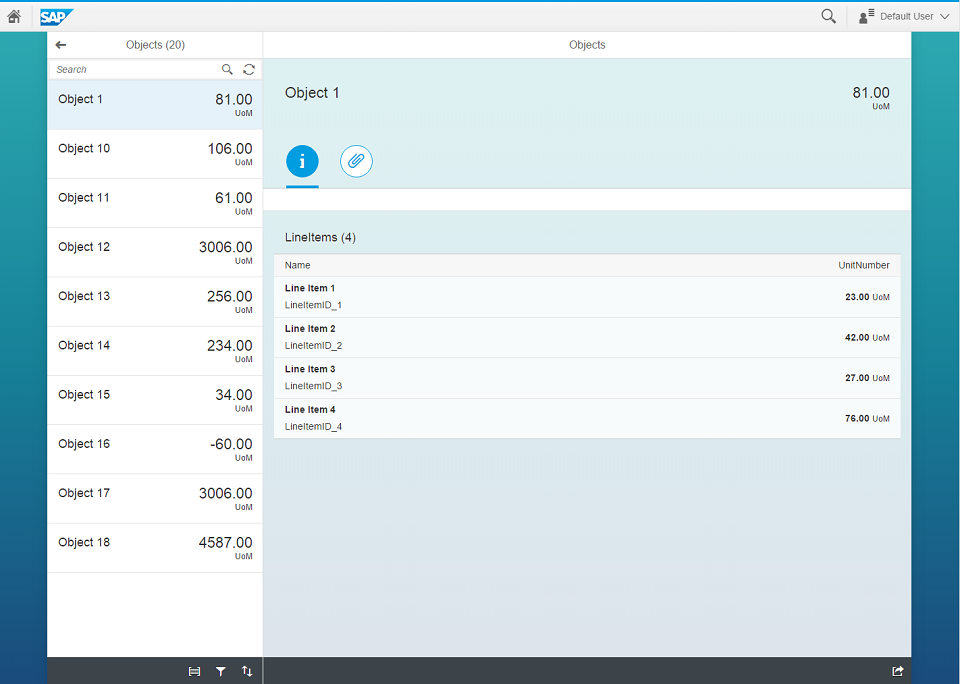 SAP
Default User
Objects (20)
Objects
Search
Object 1
81.00
UoM
Object 10
106.00
UoM
Object 11
61.00
UoM
Object 12
3006.00
UoM
Object 13
256.00
UoM
Object 14
234.00
UoM
Object 15
34.00
UoM
Object 16
-60.00
UoM
Object 17
3006.00
UoM
Object 18
4587.00
UoM
Object 1
81.00
UoM
i
LineItems (4)
Name UnitNumber
Line Item 1
LineItemID_1
23.00 UoM
Line Item 2
LineItemID_2
42.00 UoM
Line Item 3
LineItemID_3
27.00 UoM
Line Item 4
LineItemID_4
76.00 UoM